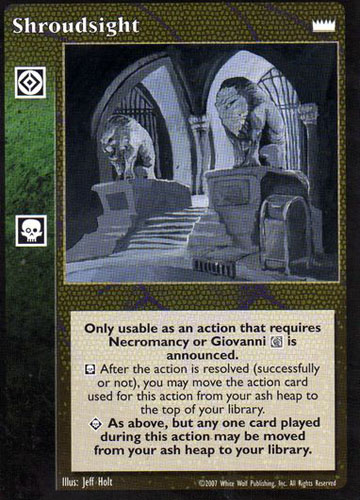 Shroudsight
Only usable as an action that requires
Necromancy or Giovanni is
announced.
After the action is resolved (successfully
or not), you may move the action card
used for this action from your ash heap to
the top of your library.
As above, but any one card played
during this action may be moved
from your ash heap to your library.
Illus: Jeff Holt
©2007 White Wolf Publishing, Inc. All Rights Reserved